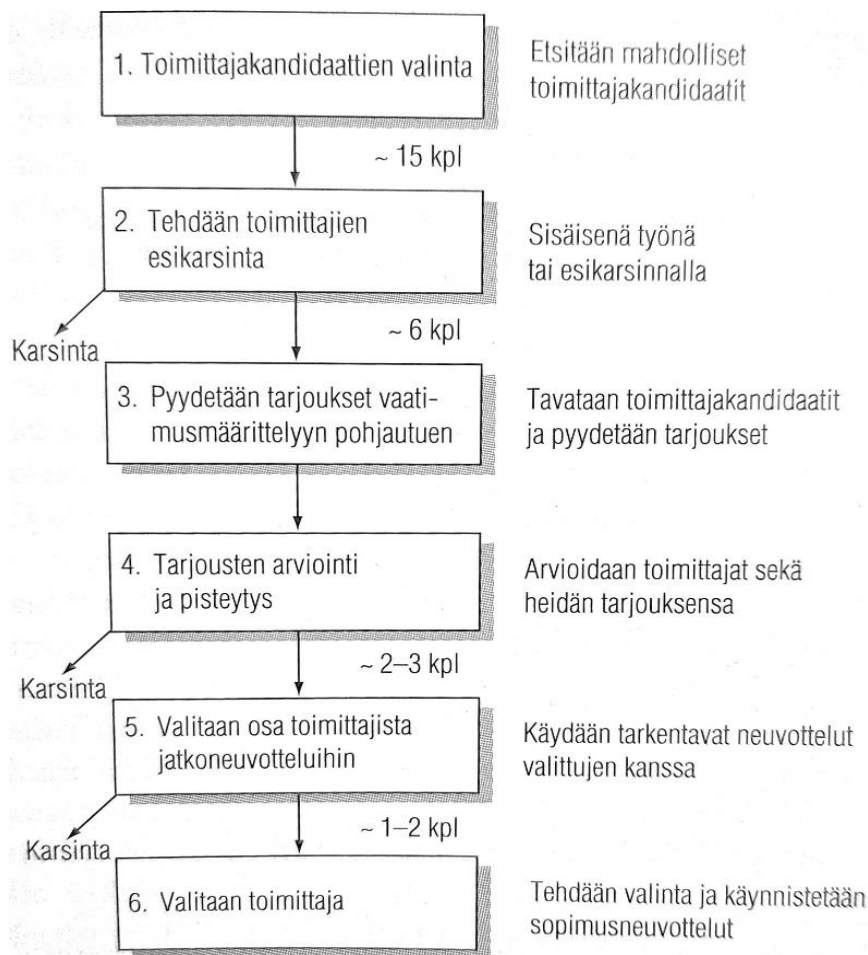 1. Toimittajakandidaattien valinta
Etsitään mahdolliset
toimittajakandidaatit
~ 15 kpl
2. Tehdään toimittajien
esikarsinta
Sisäisenä työnä
tai esikarsinnalla
Karsinta
~ 6 kpl
3. Pyydetään tarjoukset vaati-
musmäärittelyyn pohjautuen
Tavataan toimittajakandidaatit
ja pyydetään tarjoukset
4. Tarjousten arviointi
ja pisteytys
Arvioidaan toimittajat sekä
heidän tarjouksensa
Karsinta
~ 2–3 kpl
5. Valitaan osa toimittajista
jatkoneuvotteluihin
Käydään tarkentavat neuvottelut
valittujen kanssa
Karsinta
~ 1–2 kpl
6. Valitaan toimittaja
Tehdään valinta ja käynnistetään
sopimusneuvottelut